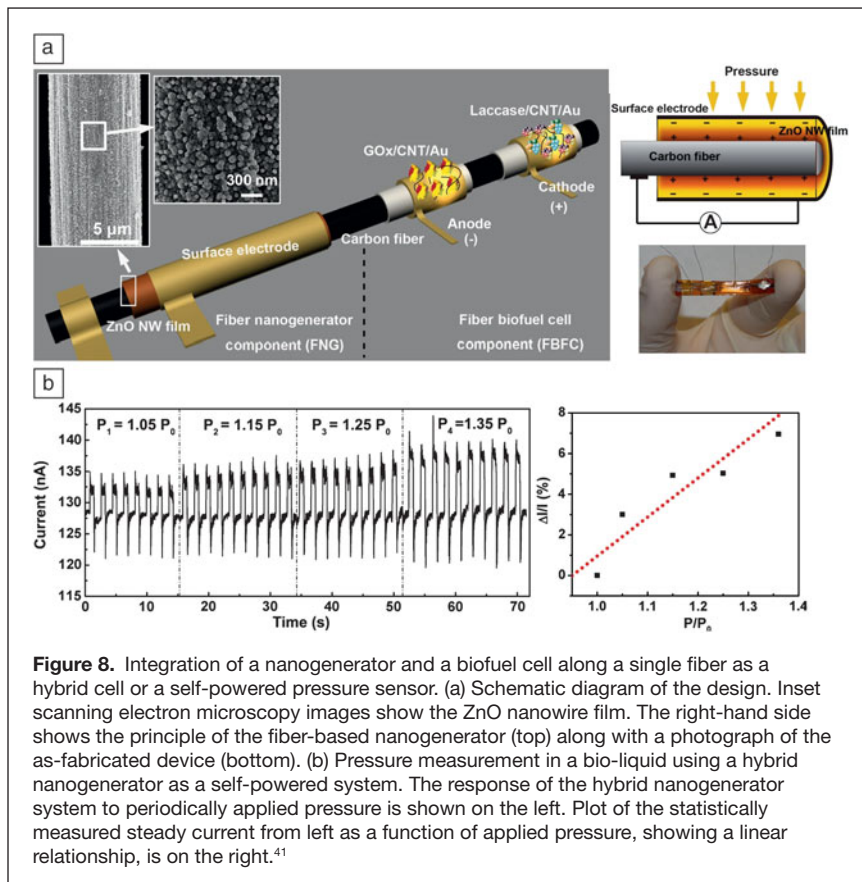 a
Pressure
Surface electrode
ZnO NW film
Carbon fiber
A
Laccase/CNT/Au
GOx/CNT/Au
300 nm
Cathode
(+)
5 µm
Anode
(-)
Surface electrode
Carbon fiber
ZnO NW film
Fiber nanogenerator
component (FNG)
Fiber biofuel cell
component (FBFC)
b
P1 = 1.05 P0
P2 = 1.15 P0
P3 = 1.25 P0
P4 = 1.35 P0
145
140
135
130
125
120
115
Current (nA)
0 10 20 30 40 50 60 70
Time (s)
8
6
4
2
0
ΔI/I (%)
1.0 1.1 1.2 1.3 1.4
P/P0
Figure 8. Integration of a nanogenerator and a biofuel cell along a single fiber as a
hybrid cell or a self-powered pressure sensor. (a) Schematic diagram of the design. Inset
scanning electron microscopy images show the ZnO nanowire film. The right-hand side
shows the principle of the fiber-based nanogenerator (top) along with a photograph of the
as-fabricated device (bottom). (b) Pressure measurement in a bio-liquid using a hybrid
nanogenerator as a self-powered system. The response of the hybrid nanogenerator
system to periodically applied pressure is shown on the left. Plot of the statistically
measured steady current from left as a function of applied pressure, showing a linear
relationship, is on the right.41